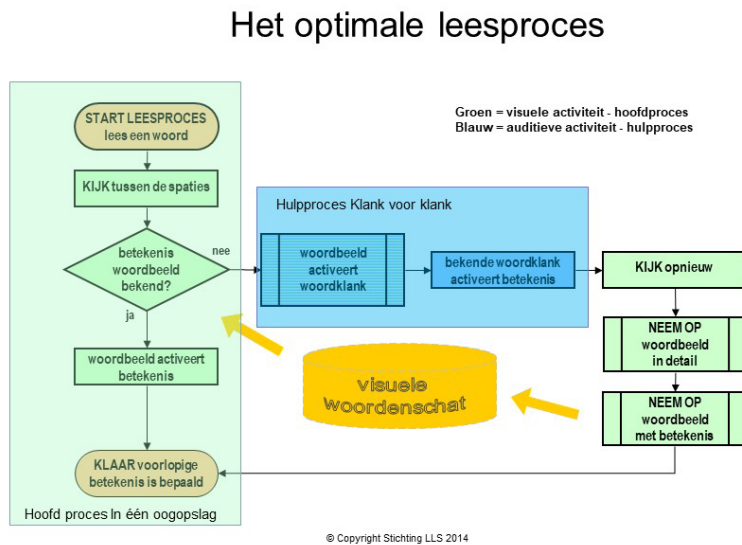 Het optimale leesproces
Groen = visuele activiteit - hoofdproces
Blauw = auditieve activiteit - hulpproces
START LEESPROCES
lees een woord
KIJK tussen de spaties
betekenis
woordbeeld
bekend?
nee
ja
woordbeeld activeert
betekenis
KLAAR voorlopige
betekenis is bepaald
Hoofd proces In één oogopslag
Hulpproces Klank voor klank
woordbeeld
activeert
woordklank
bekende woordklank
activeert betekenis
KIJK opnieuw
NEEM OP
woordbeeld
in detail
NEEM OP
woordbeeld
met betekenis
visuele
woordenschat
© Copyright Stichting LLS 2014